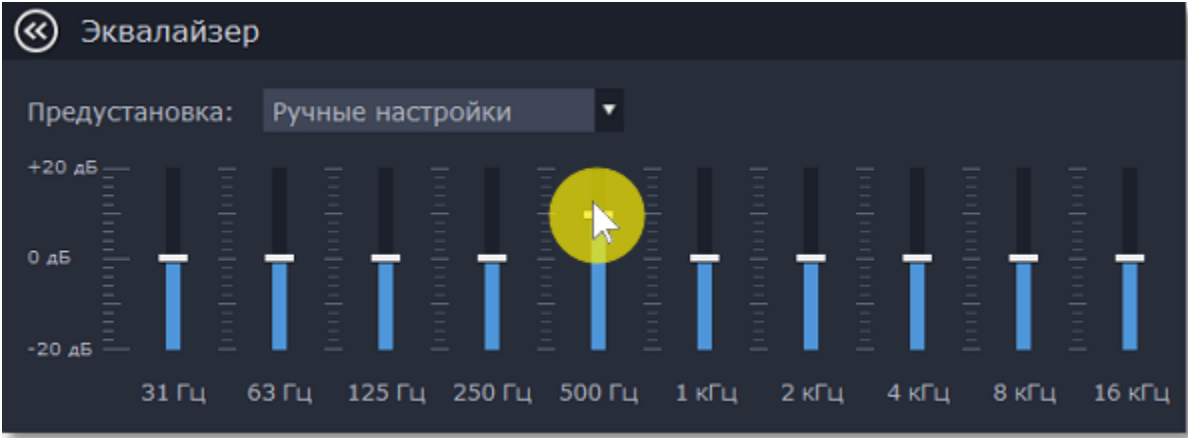 Эквалайзер
Предустановка: Ручные настройки
+20 дБ
0 дБ
-20 дБ
31 Гц 63 Гц 125 Гц 250 Гц 500 Гц 1 кГц 2 кГц 4 кГц 8 кГц 16 кГц